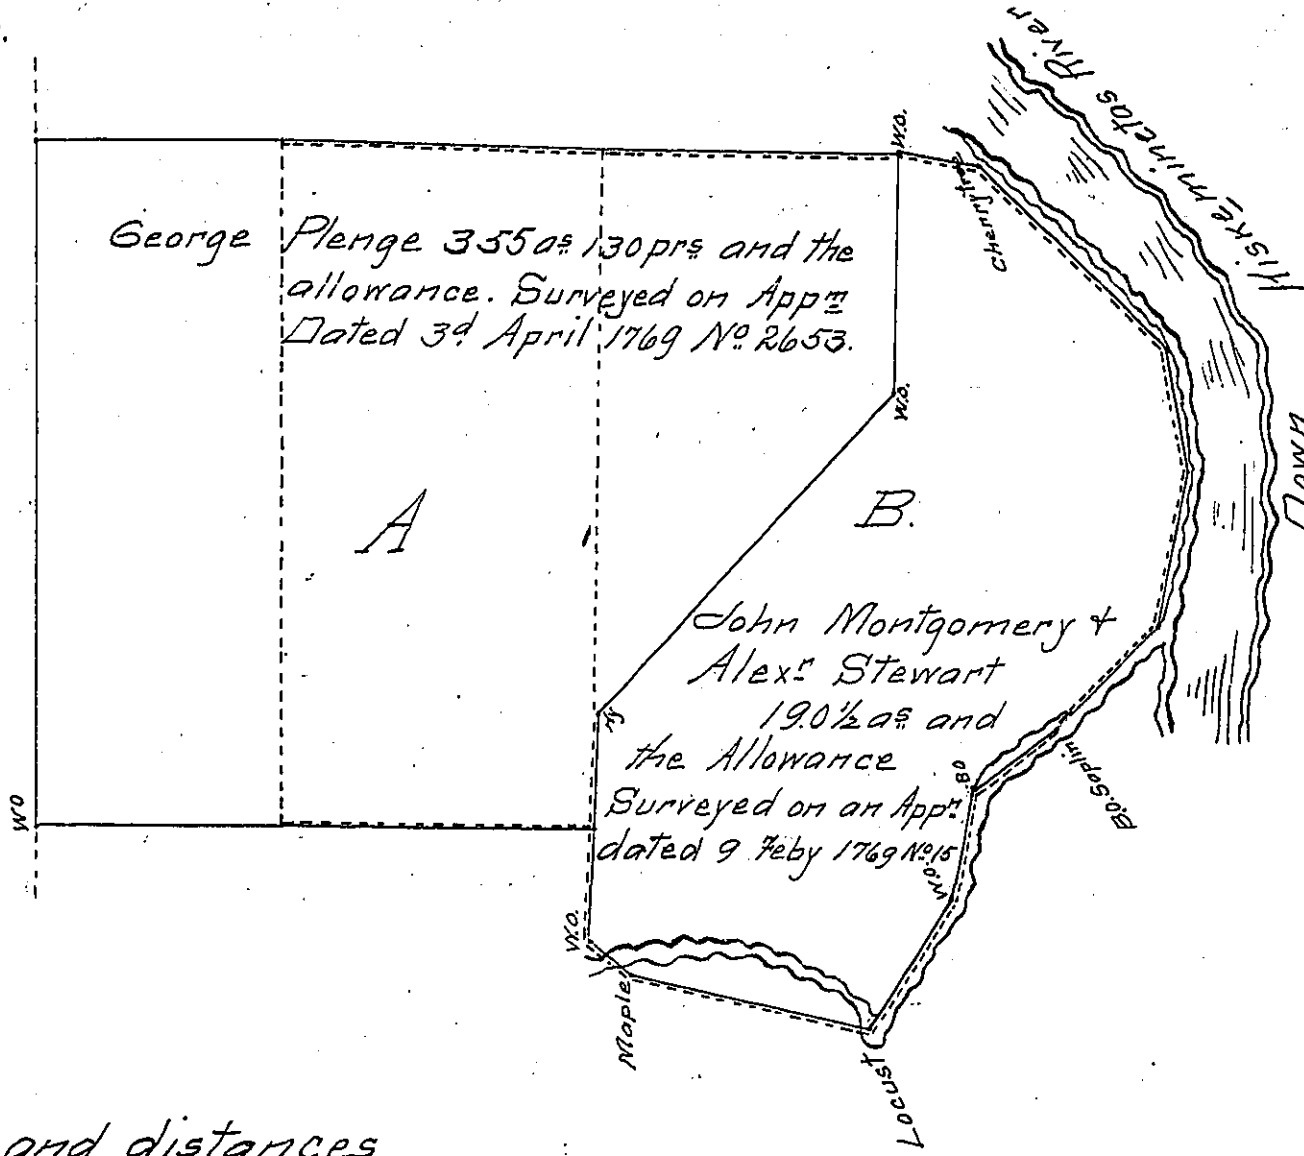 Kiskeminetas River
Down
W.O.
Cherrytree
George Plenge 355 as 130 prs and the
allowance. Surveyed on Appn
Dated 3d April 1769 No 2653.
W.O.
A
B.
John Montgomery &
Alexr Stewart
190½ as and
the Allowance
Surveyed on an Appn
dated 9 Feby 1769 No 15
W.O
B.O
B.O. Saplin
W.O.
W.O.
Maple
Locust
and distances